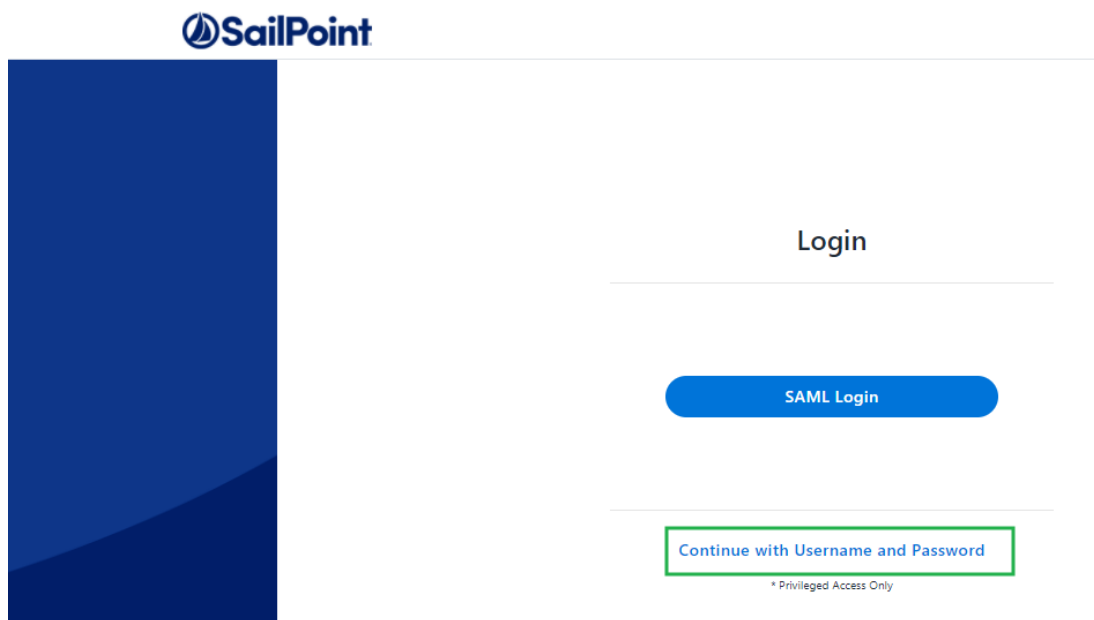 SailPoint
Login
SAML Login
Continue with Username and Password
* Privileged Access Only